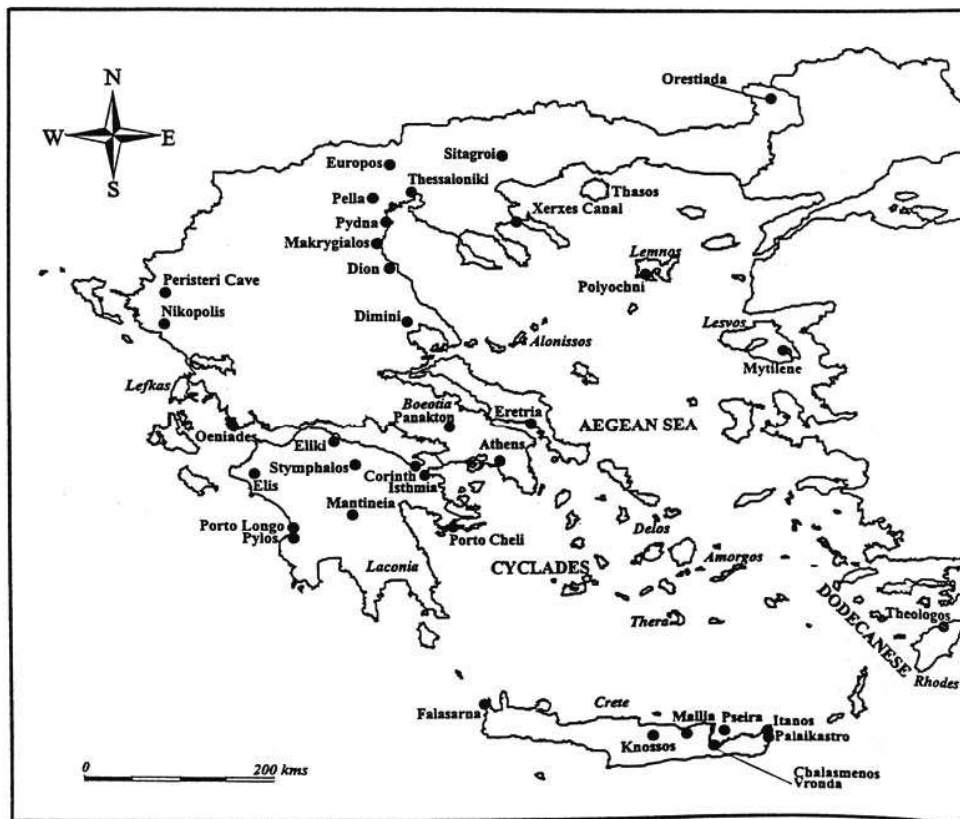 Orestiada
N
W E
S
Sitagroi
Europos
Thessaloniki
Thasos
Pella
Xerxes Canal
Pydna
Makrygialos
Lemnos
Dion
Polyochni
Peristeri Cave
Nikopolis
Dimini
Alonissos
Lesvos
Mytilene
Lefkas
Boeotia
Panakton
Eretria
AEGEAN SEA
Oeniades
Eliki
Athens
Stymphalos
Corinth
Isthmia
Elis
Mantineia
Porto Longo
Pylos
Porto Cheli
Delos
Laconia
CYCLADES
Amorgos
Thera
DODECANESE
Theologos
Rhodes
Falasarna
Crete
Mallia Pseira Itanos
Knossos
Palaikastro
Chalasmenos
Vronda
0 200 kms